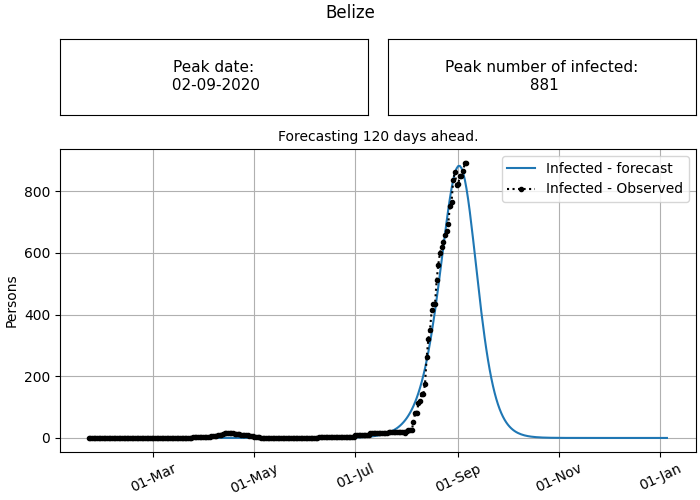 Belize
Peak date:
02-09-2020
Peak number of infected:
881
Forecasting 120 days ahead.
Infected - forecast
Infected - Observed
Persons
800
600
400
200
0
01-Mar
01-May
01-Jul
01-Sep
01-Nov
01-Jan